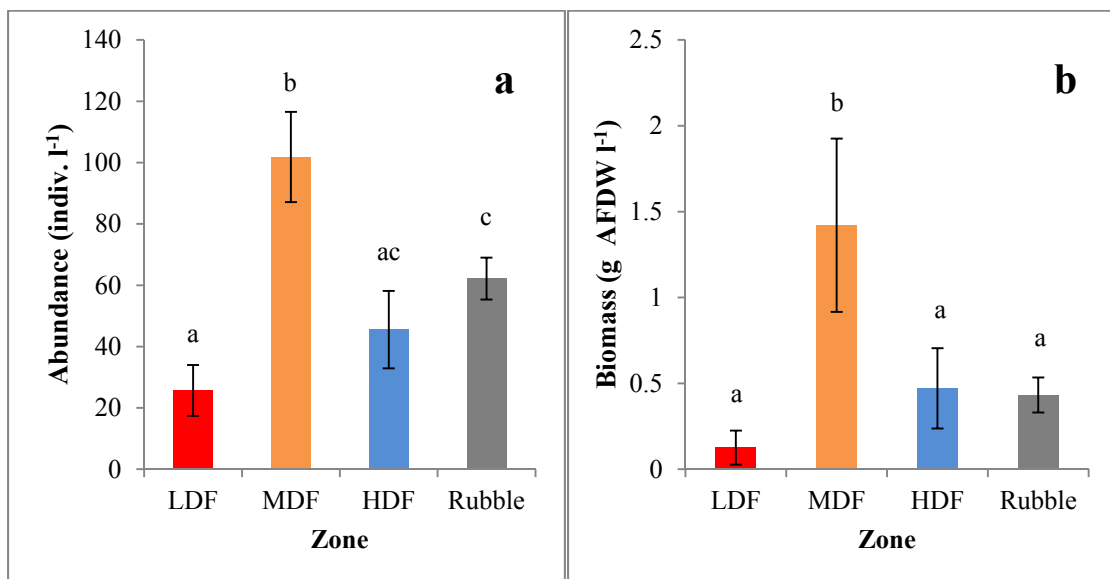 a
Abundance (indiv. l-1)
140
120
100
80
60
40
20
0
a
b
ac
c
LDF MDF HDF Rubble
Zone
b
Biomass (g AFDW l-1)
2.5
2
1.5
1
0.5
0
a
b
a
a
LDF MDF HDF Rubble
Zone